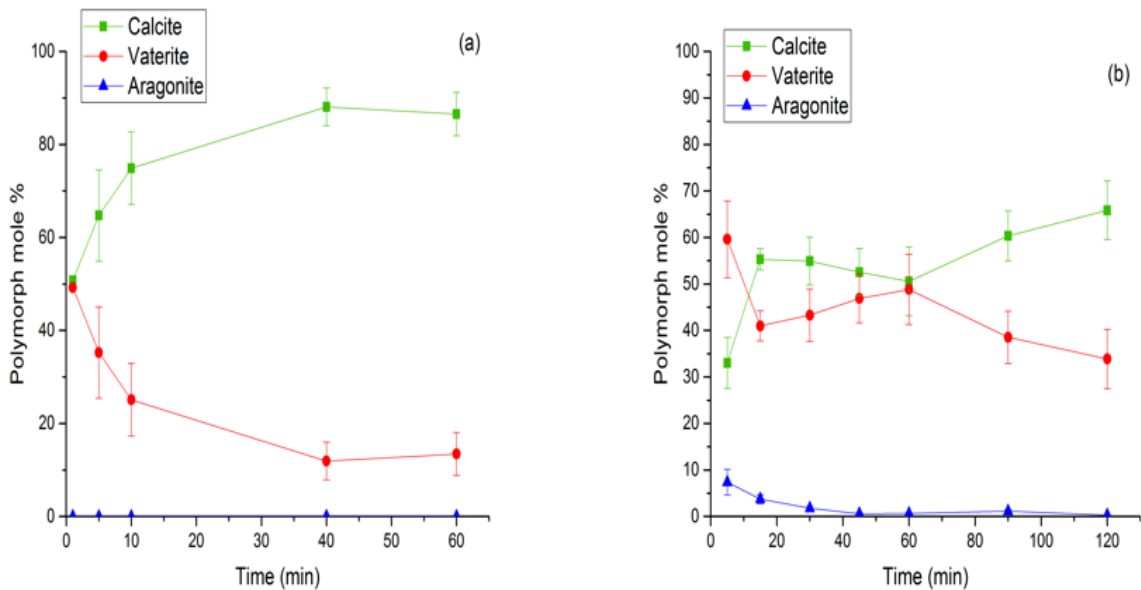 Calcite
Vaterite
Aragonite
(a)
100
80
60
40
20
0
Polymorph mole %
0 10 20 30 40 50 60
Time (min)
Calcite
Vaterite
Aragonite
(b)
100
90
80
70
60
50
40
30
20
10
0
Polymorph mole %
0 20 40 60 80 100 120
Time (min)